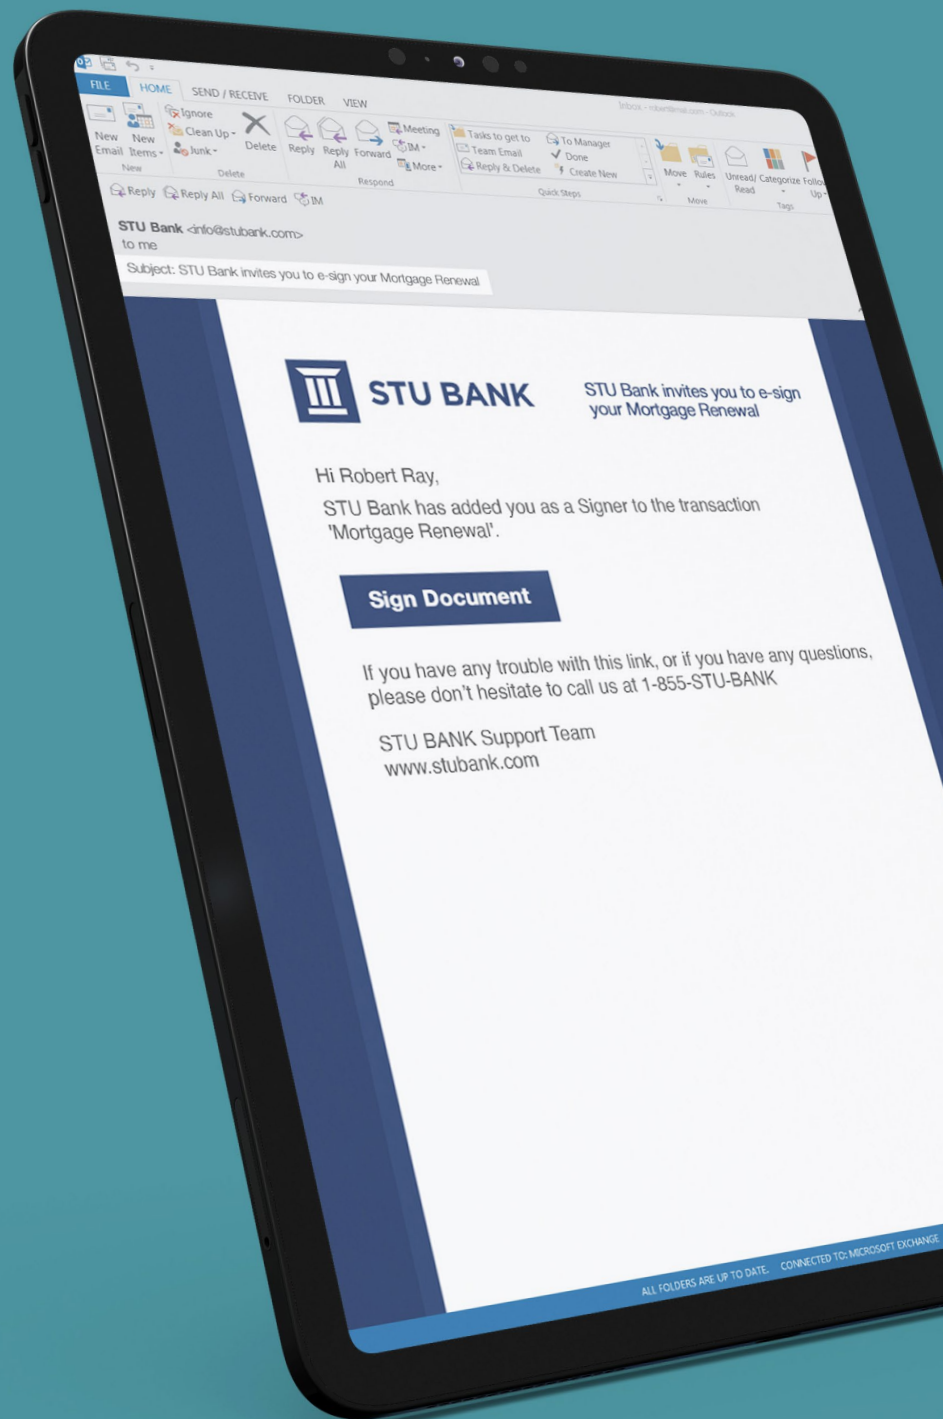 Inbox - robert@mail.com - Outlook
FILE HOME SEND / RECEIVE FOLDER VIEW
New Email
New Items
New
Ignore
Clean Up
Junk
Delete
Delete
Reply
Reply All
Forward
Meeting
IM
More
Respond
Tasks to get to
Team Email
Reply & Delete
To Manager
Done
Create New
Quick Steps
Move
Rules
Move
Unread/ Read
Categorize
Follow Up
Tags
Reply Reply All Forward IM
STU Bank <info@stubank.com>
to me
Subject: STU Bank invites you to e-sign your Mortgage Renewal
STU BANK
STU Bank invites you to e-sign
your Mortgage Renewal
Hi Robert Ray,
STU Bank has added you as a Signer to the transaction
'Mortgage Renewal'.
Sign Document
If you have any trouble with this link, or if you have any questions,
please don't hesitate to call us at 1-855-STU-BANK
STU BANK Support Team
www.stubank.com
ALL FOLDERS ARE UP TO DATE. CONNECTED TO: MICROSOFT EXCHANGE